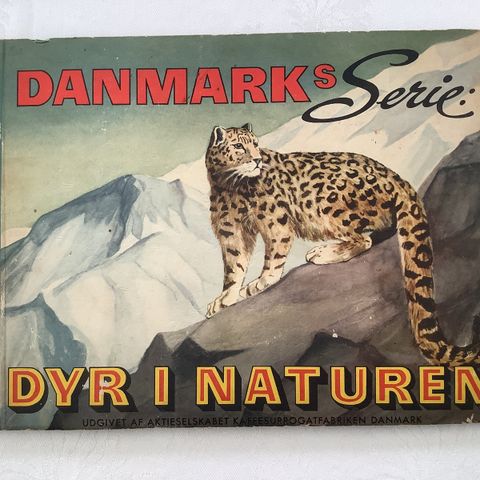 DANMARKs Serie:
DYR I NATUREN
UDGIVET AF AKTIESELSKABET KAFFESURROGATFABRIKEN DANMARK